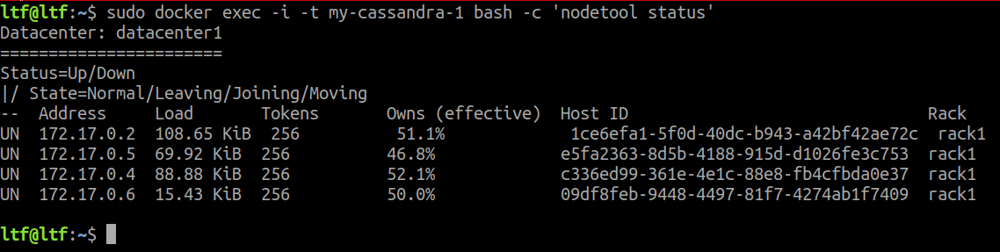 ltf@ltf:~$ sudo docker exec -i -t my-cassandra-1 bash -c 'nodetool status'
Datacenter: datacenter1
=======================
Status=Up/Down
|/ State=Normal/Leaving/Joining/Moving
--  Address     Load       Tokens       Owns (effective)  Host ID                               Rack
UN  172.17.0.2  108.65 KiB  256          51.1%             1ce6efa1-5f0d-40dc-b943-a42bf42ae72c  rack1
UN  172.17.0.5  69.92 KiB  256          46.8%             e5fa2363-8d5b-4188-915d-d1026fe3c753  rack1
UN  172.17.0.4  88.88 KiB  256          52.1%             c336ed99-361e-4e1c-88e8-fb4cfbda0e37  rack1
UN  172.17.0.6  15.43 KiB  256          50.0%             09df8feb-9448-4497-81f7-4274ab1f7409  rack1
ltf@ltf:~$